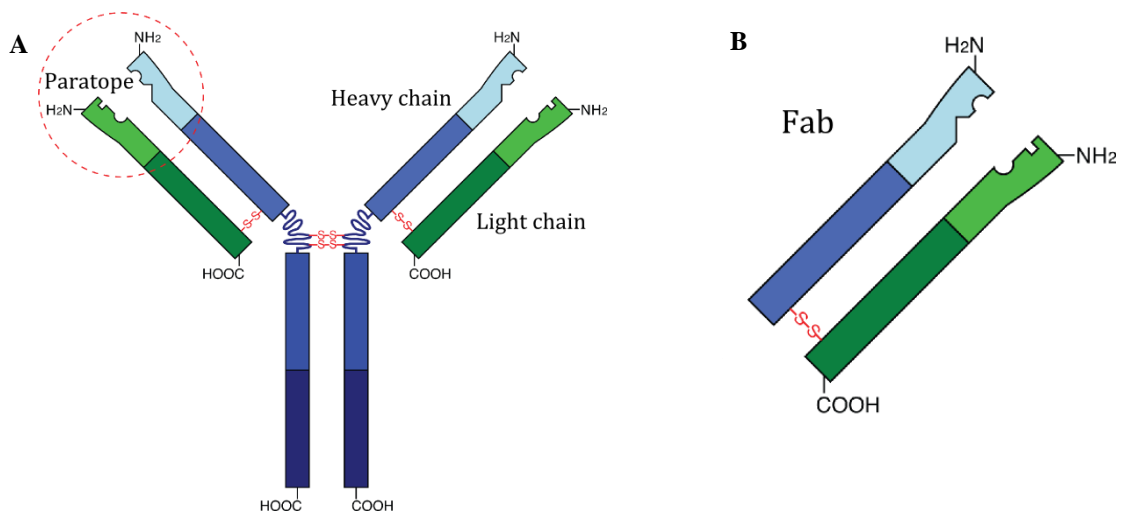 A
NH2
Paratope
H2N
Heavy chain
H2N
NH2
Light chain
S-S
S-S
S-S
S-S
HOOC
COOH
HOOC
COOH
B
H2N
Fab
NH2
S-S
COOH